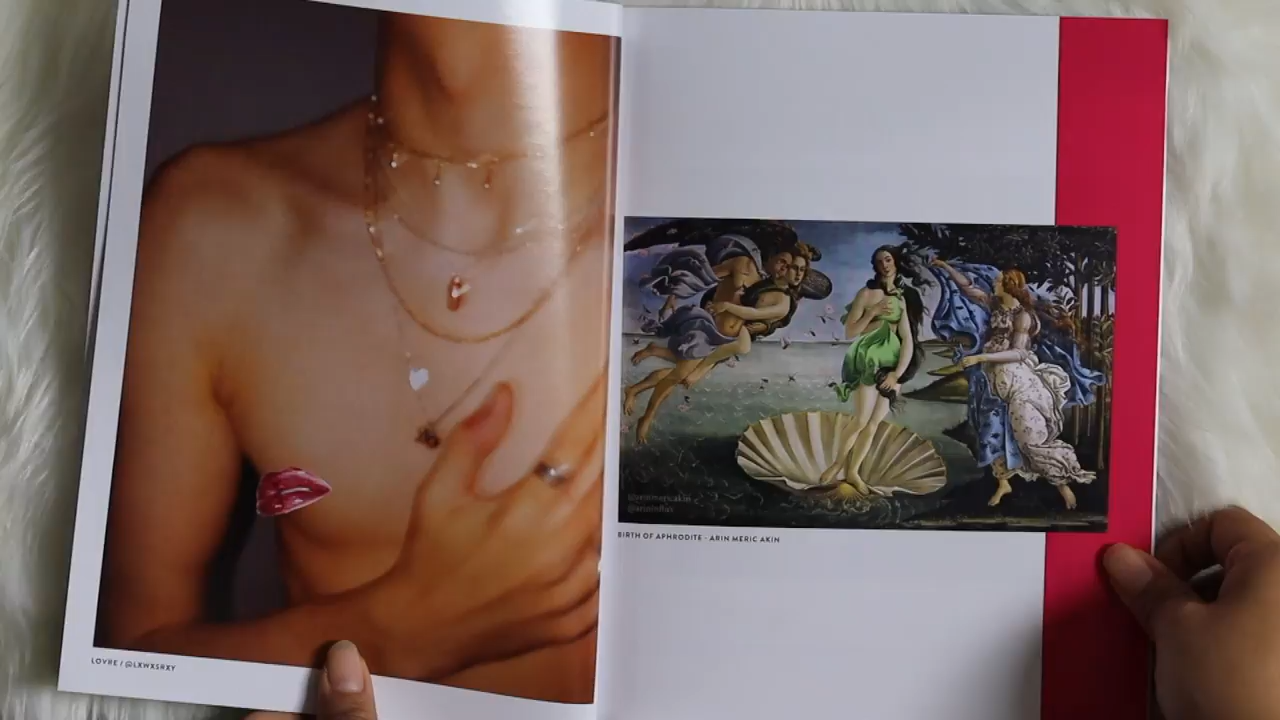 LOVRE / @LXWXSRXY
BIRTH OF APHRODITE - ARIN MERIC AKIN